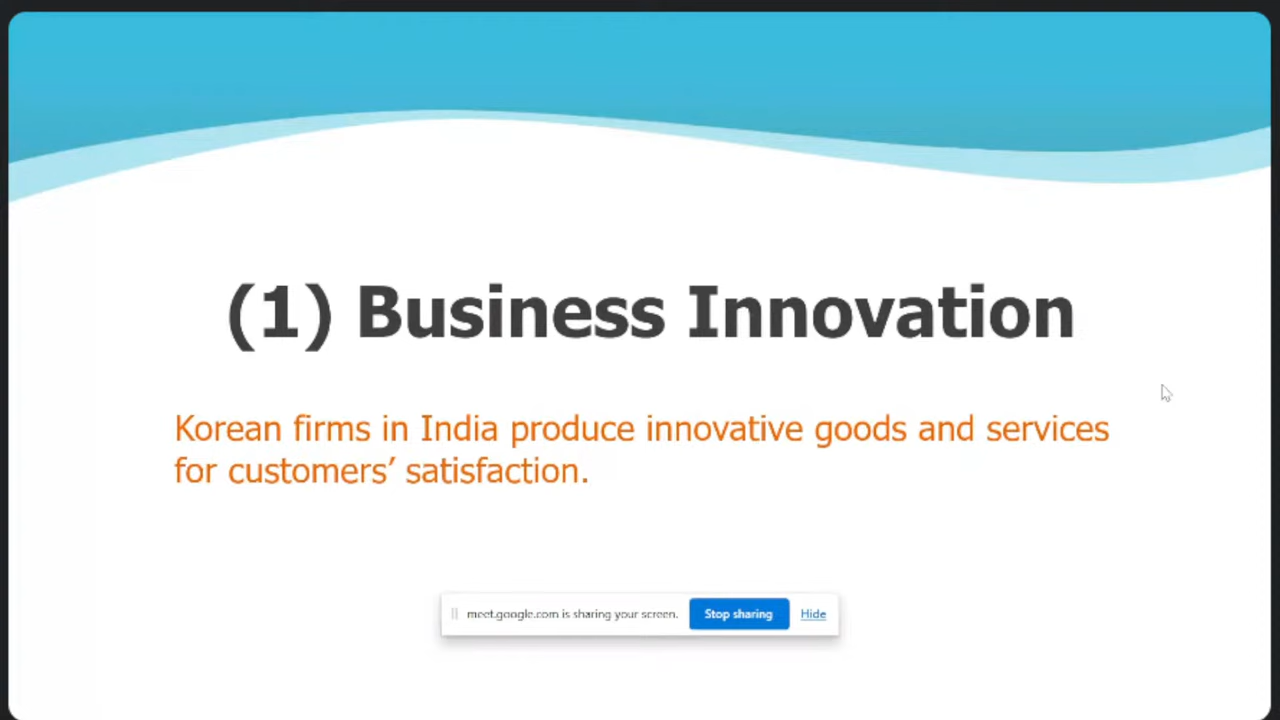 (1) Business Innovation
Korean firms in India produce innovative goods and services
for customers’ satisfaction.
meet.google.com is sharing your screen. Stop sharing Hide